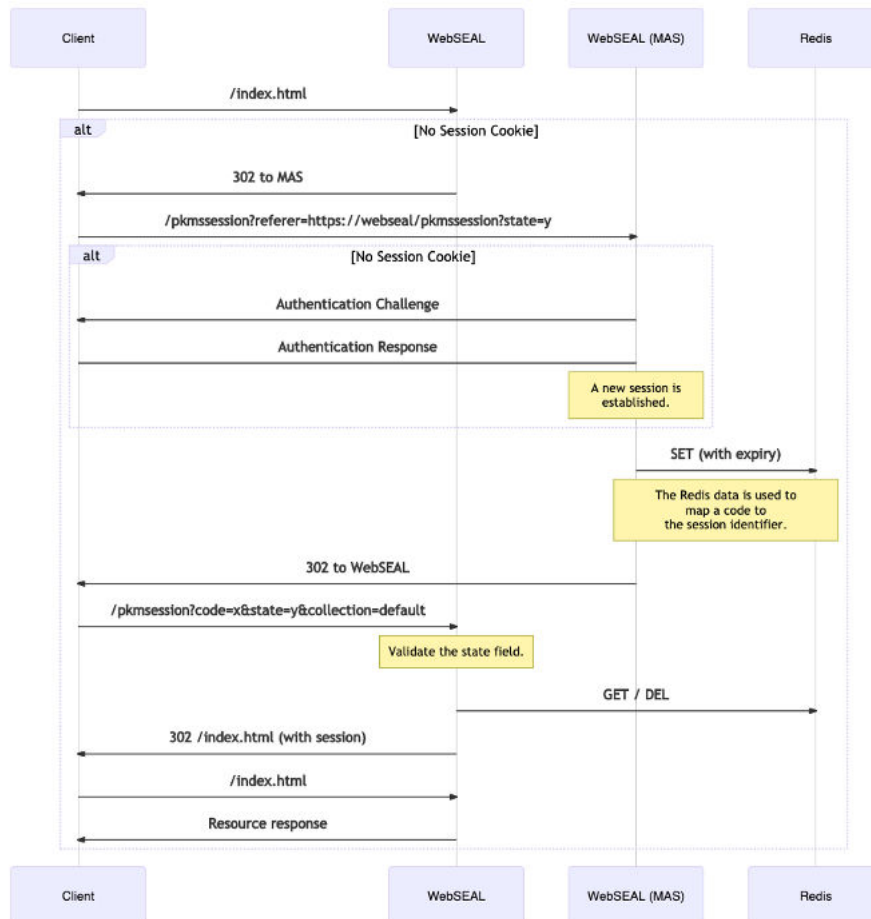 Client WebSEAL WebSEAL (MAS) Redis
/index.html
alt [No Session Cookie]
302 to MAS
/pkmssession?referer=https://webseal/pkmssession?state=y
alt [No Session Cookie]
Authentication Challenge
Authentication Response
A new session is
established.
SET (with expiry)
The Redis data is used to
map a code to
the session identifier.
302 to WebSEAL
/pkmsession?code=x&state=y&collection=default
Validate the state field.
GET / DEL
302 /index.html (with session)
/index.html
Resource response
Client WebSEAL WebSEAL (MAS) Redis